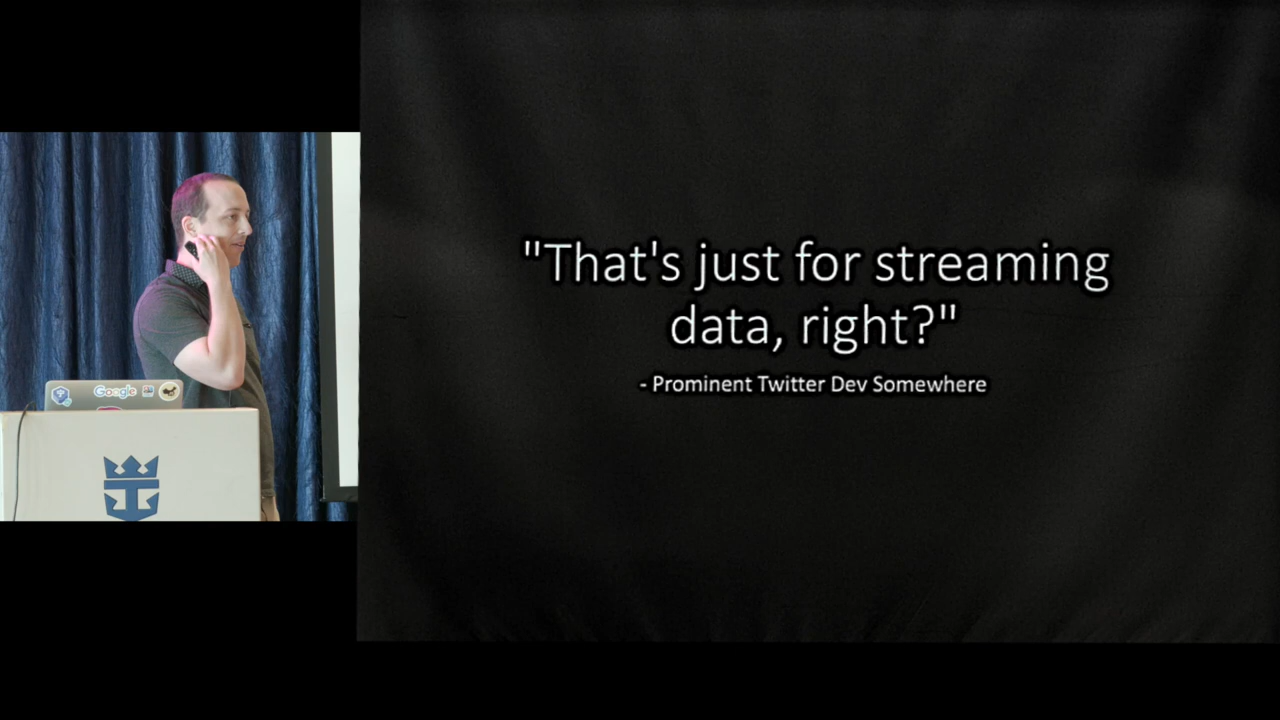 "That's just for streaming
data, right?"
- Prominent Twitter Dev Somewhere
Google